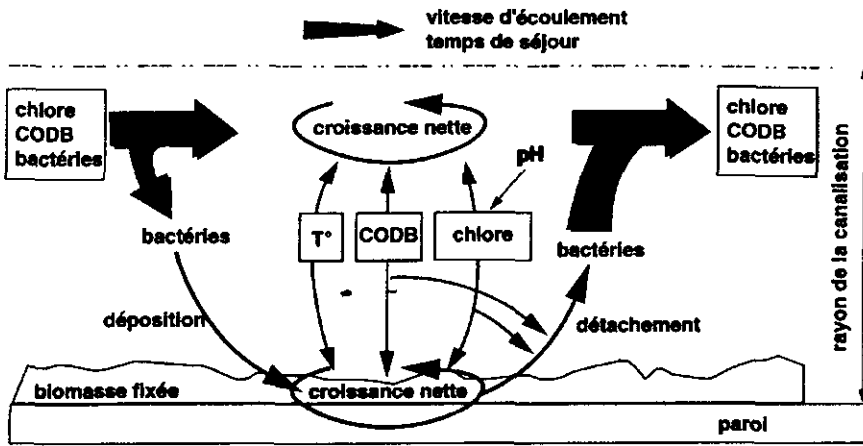 vitesse d'écoulement
temps de séjour
chlore
CODB
bactéries
croissance nette
chlore
CODB
bactéries
pH
T°
CODB
chlore
bactéries
bactéries
déposition
détachement
rayon de la canalisation
biomasse fixée
croissance nette
paroi